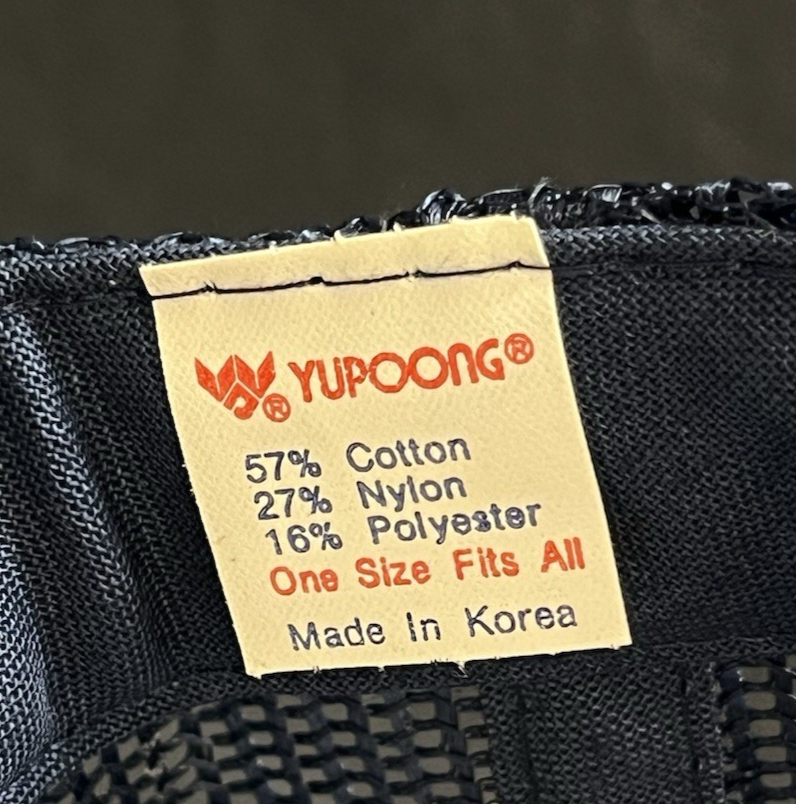 YUPOONG®
57% Cotton
27% Nylon
16% Polyester
One Size Fits All
Made In Korea